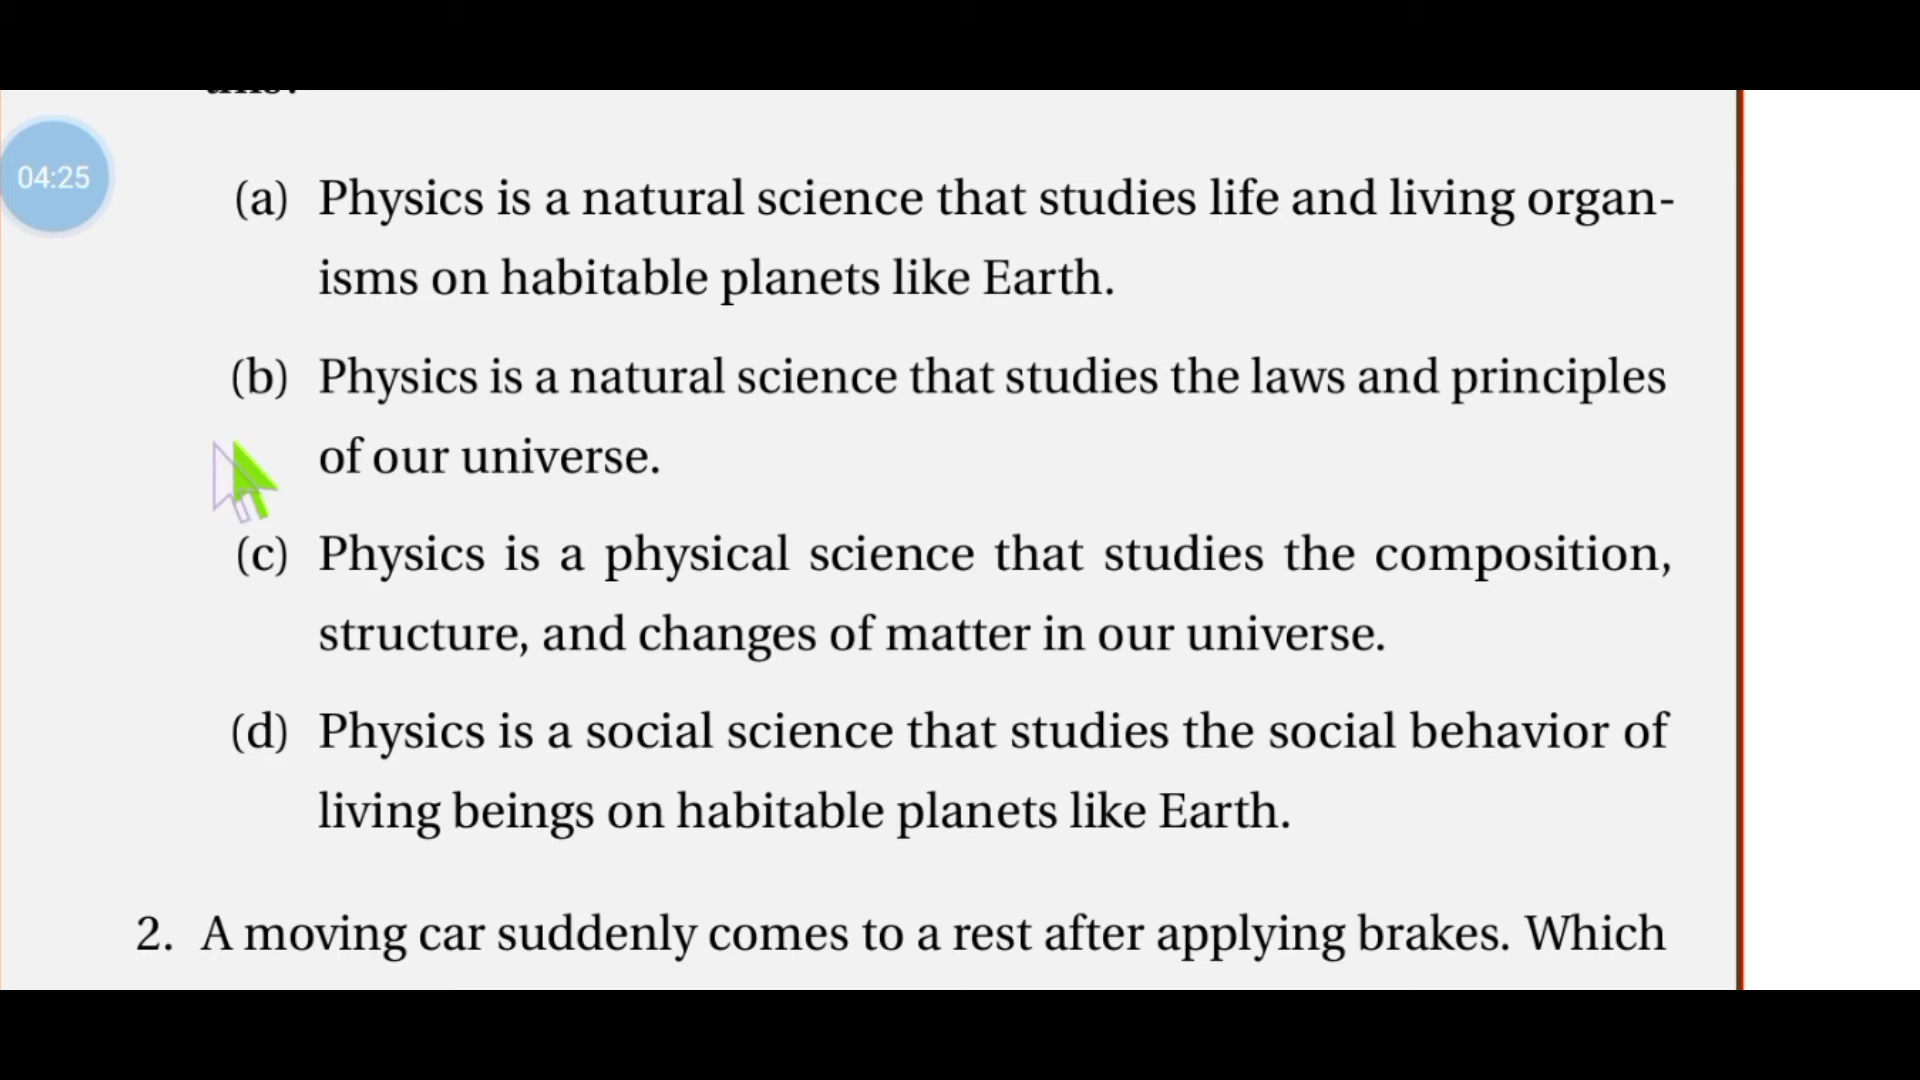 04:25
(a) Physics is a natural science that studies life and living organ-
isms on habitable planets like Earth.
(b) Physics is a natural science that studies the laws and principles
of our universe.
(c) Physics is a physical science that studies the composition,
structure, and changes of matter in our universe.
(d) Physics is a social science that studies the social behavior of
living beings on habitable planets like Earth.
2. A moving car suddenly comes to a rest after applying brakes. Which